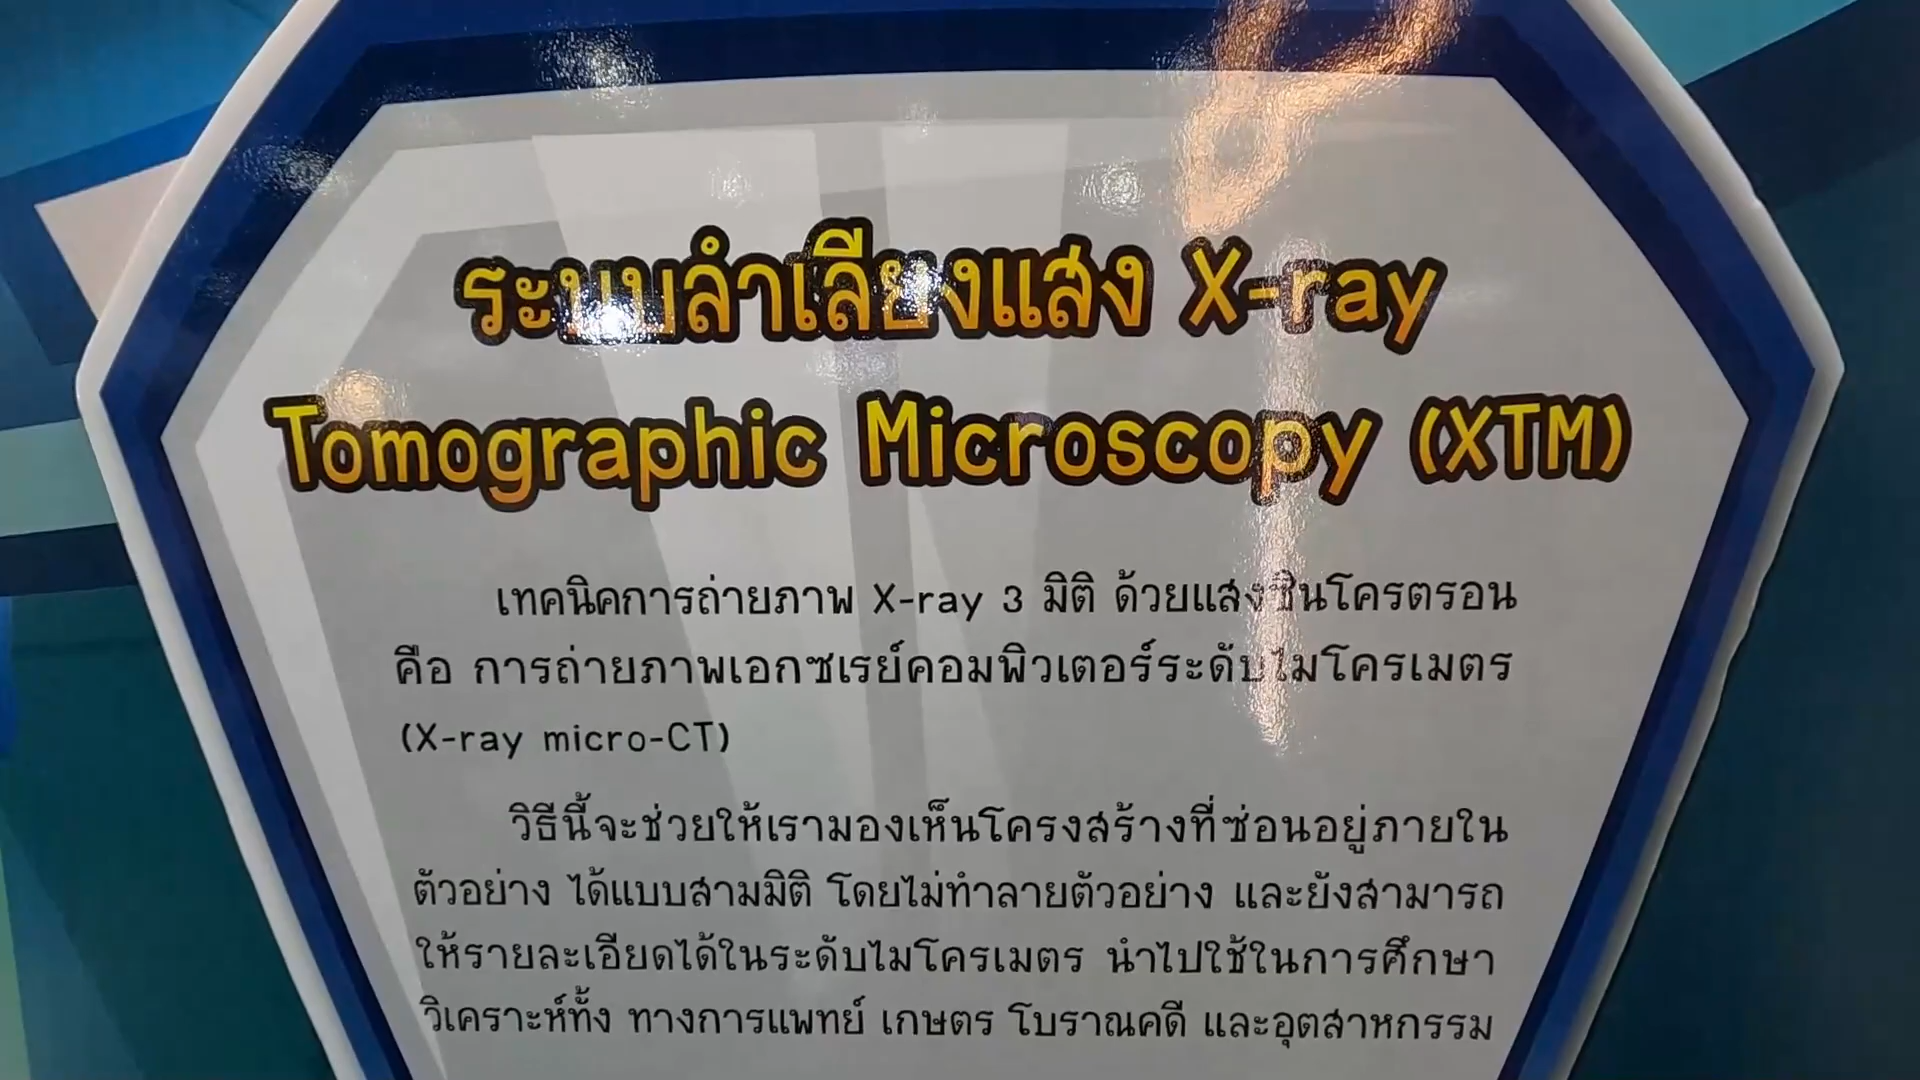 ระบบลำเลียงแสง X-ray
Tomographic Microscopy (XTM)
เทคนิคการถ่ายภาพ X-ray 3 มิติ ด้วยแสงซินโครตรอน
คือ การถ่ายภาพเอกซเรย์คอมพิวเตอร์ระดับไมโครเมตร
(X-ray micro-CT)
วิธีนี้จะช่วยให้เรามองเห็นโครงสร้างที่ซ่อนอยู่ภายใน
ตัวอย่าง ได้แบบสามมิติ โดยไม่ทำลายตัวอย่าง และยังสามารถ
ให้รายละเอียดได้ในระดับไมโครเมตร นำไปใช้ในการศึกษา
วิเคราะห์ทั้ง ทางการแพทย์ เกษตร โบราณคดี และอุตสาหกรรม